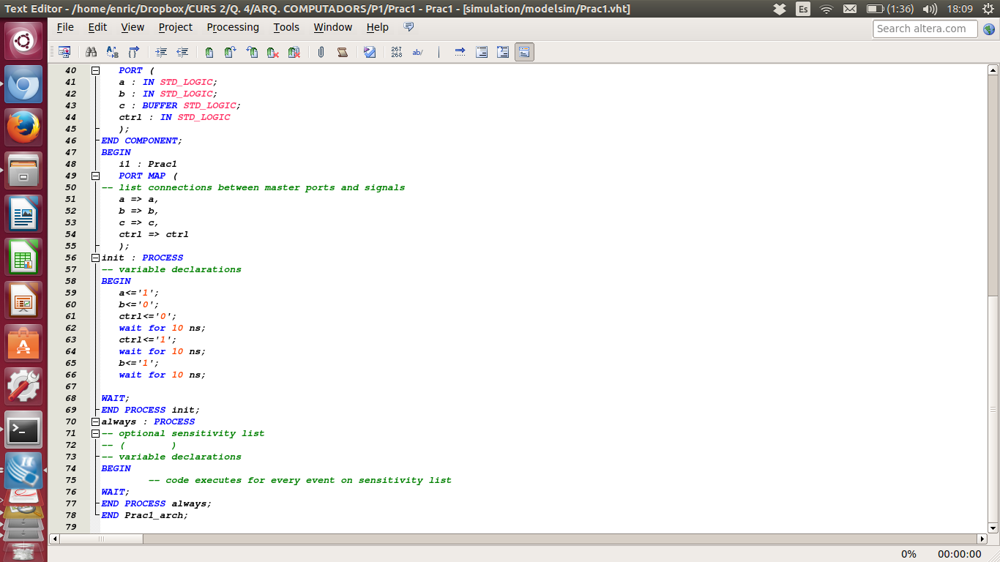 Text Editor - /home/enric/Dropbox/CURS 2/Q. 4/ARQ. COMPUTADORS/P1/Prac1 - Prac1 - [simulation/modelsim/Prac1.vht]
Es
(1:36)
18:09
File Edit View Project Processing Tools Window Help
Search altera.com
267
268
ab/
40 PORT (
41 a : IN STD_LOGIC;
42 b : IN STD_LOGIC;
43 c : BUFFER STD_LOGIC;
44 ctrl : IN STD_LOGIC
45 );
46 END COMPONENT;
47 BEGIN
48 i1 : Prac1
49 PORT MAP (
50 -- list connections between master ports and signals
51 a => a,
52 b => b,
53 c => c,
54 ctrl => ctrl
55 );
56 init : PROCESS
57 -- variable declarations
58 BEGIN
59 a<='1';
60 b<='0';
61 ctrl<='0';
62 wait for 10 ns;
63 ctrl<='1';
64 wait for 10 ns;
65 b<='1';
66 wait for 10 ns;
67
68 WAIT;
69 END PROCESS init;
70 always : PROCESS
71 -- optional sensitivity list
72 -- (        )
73 -- variable declarations
74 BEGIN
75 -- code executes for every event on sensitivity list
76 WAIT;
77 END PROCESS always;
78 END Prac1_arch;
79
0% 00:00:00